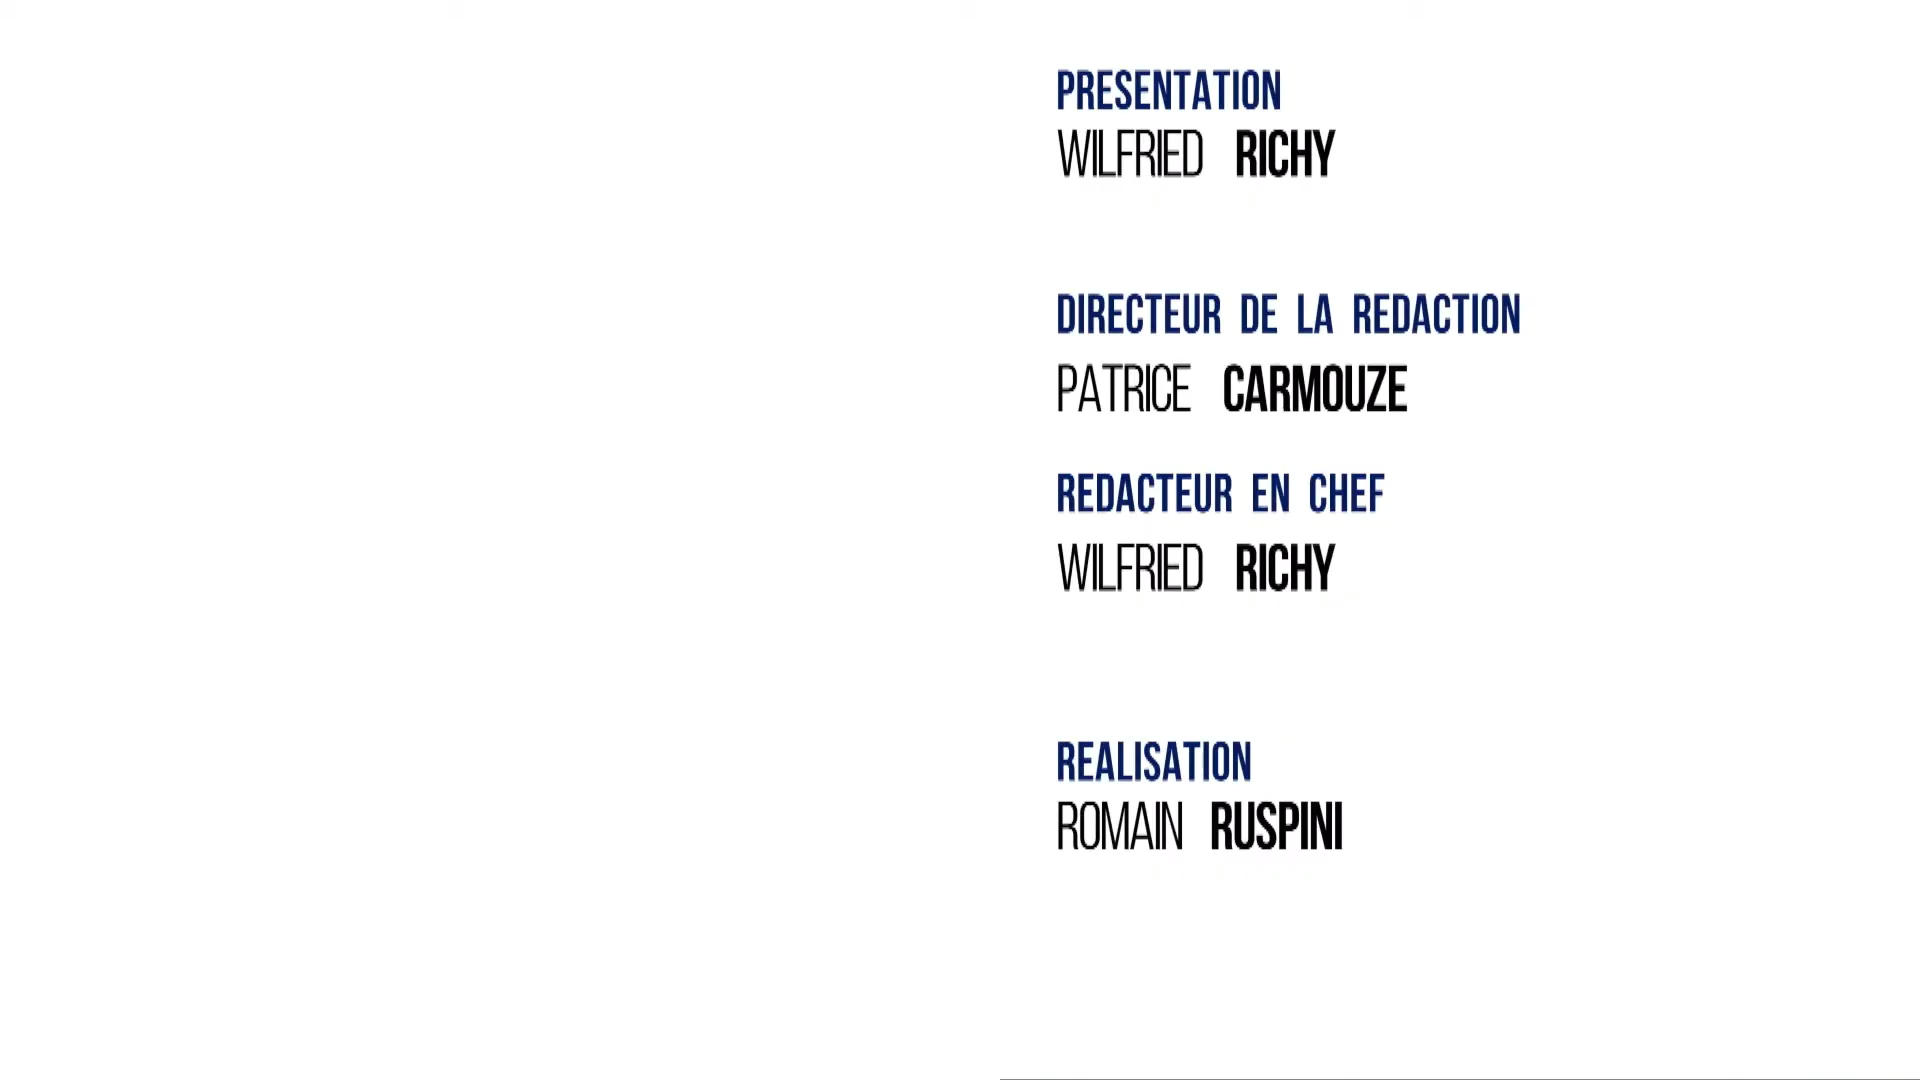 PRESENTATION
WILFRIED RICHY
DIRECTEUR DE LA REDACTION
PATRICE CARMOUZE
REDACTEUR EN CHEF
WILFRIED RICHY
REALISATION
ROMAIN RUSPINI